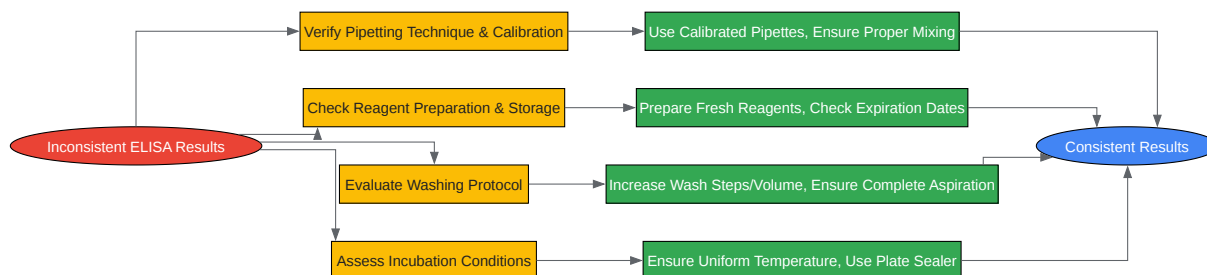 Verify Pipetting Technique & Calibration
Use Calibrated Pipettes, Ensure Proper Mixing
Check Reagent Preparation & Storage
Prepare Fresh Reagents, Check Expiration Dates
Inconsistent ELISA Results
Consistent Results
Evaluate Washing Protocol
Increase Wash Steps/Volume, Ensure Complete Aspiration
Assess Incubation Conditions
Ensure Uniform Temperature, Use Plate Sealer